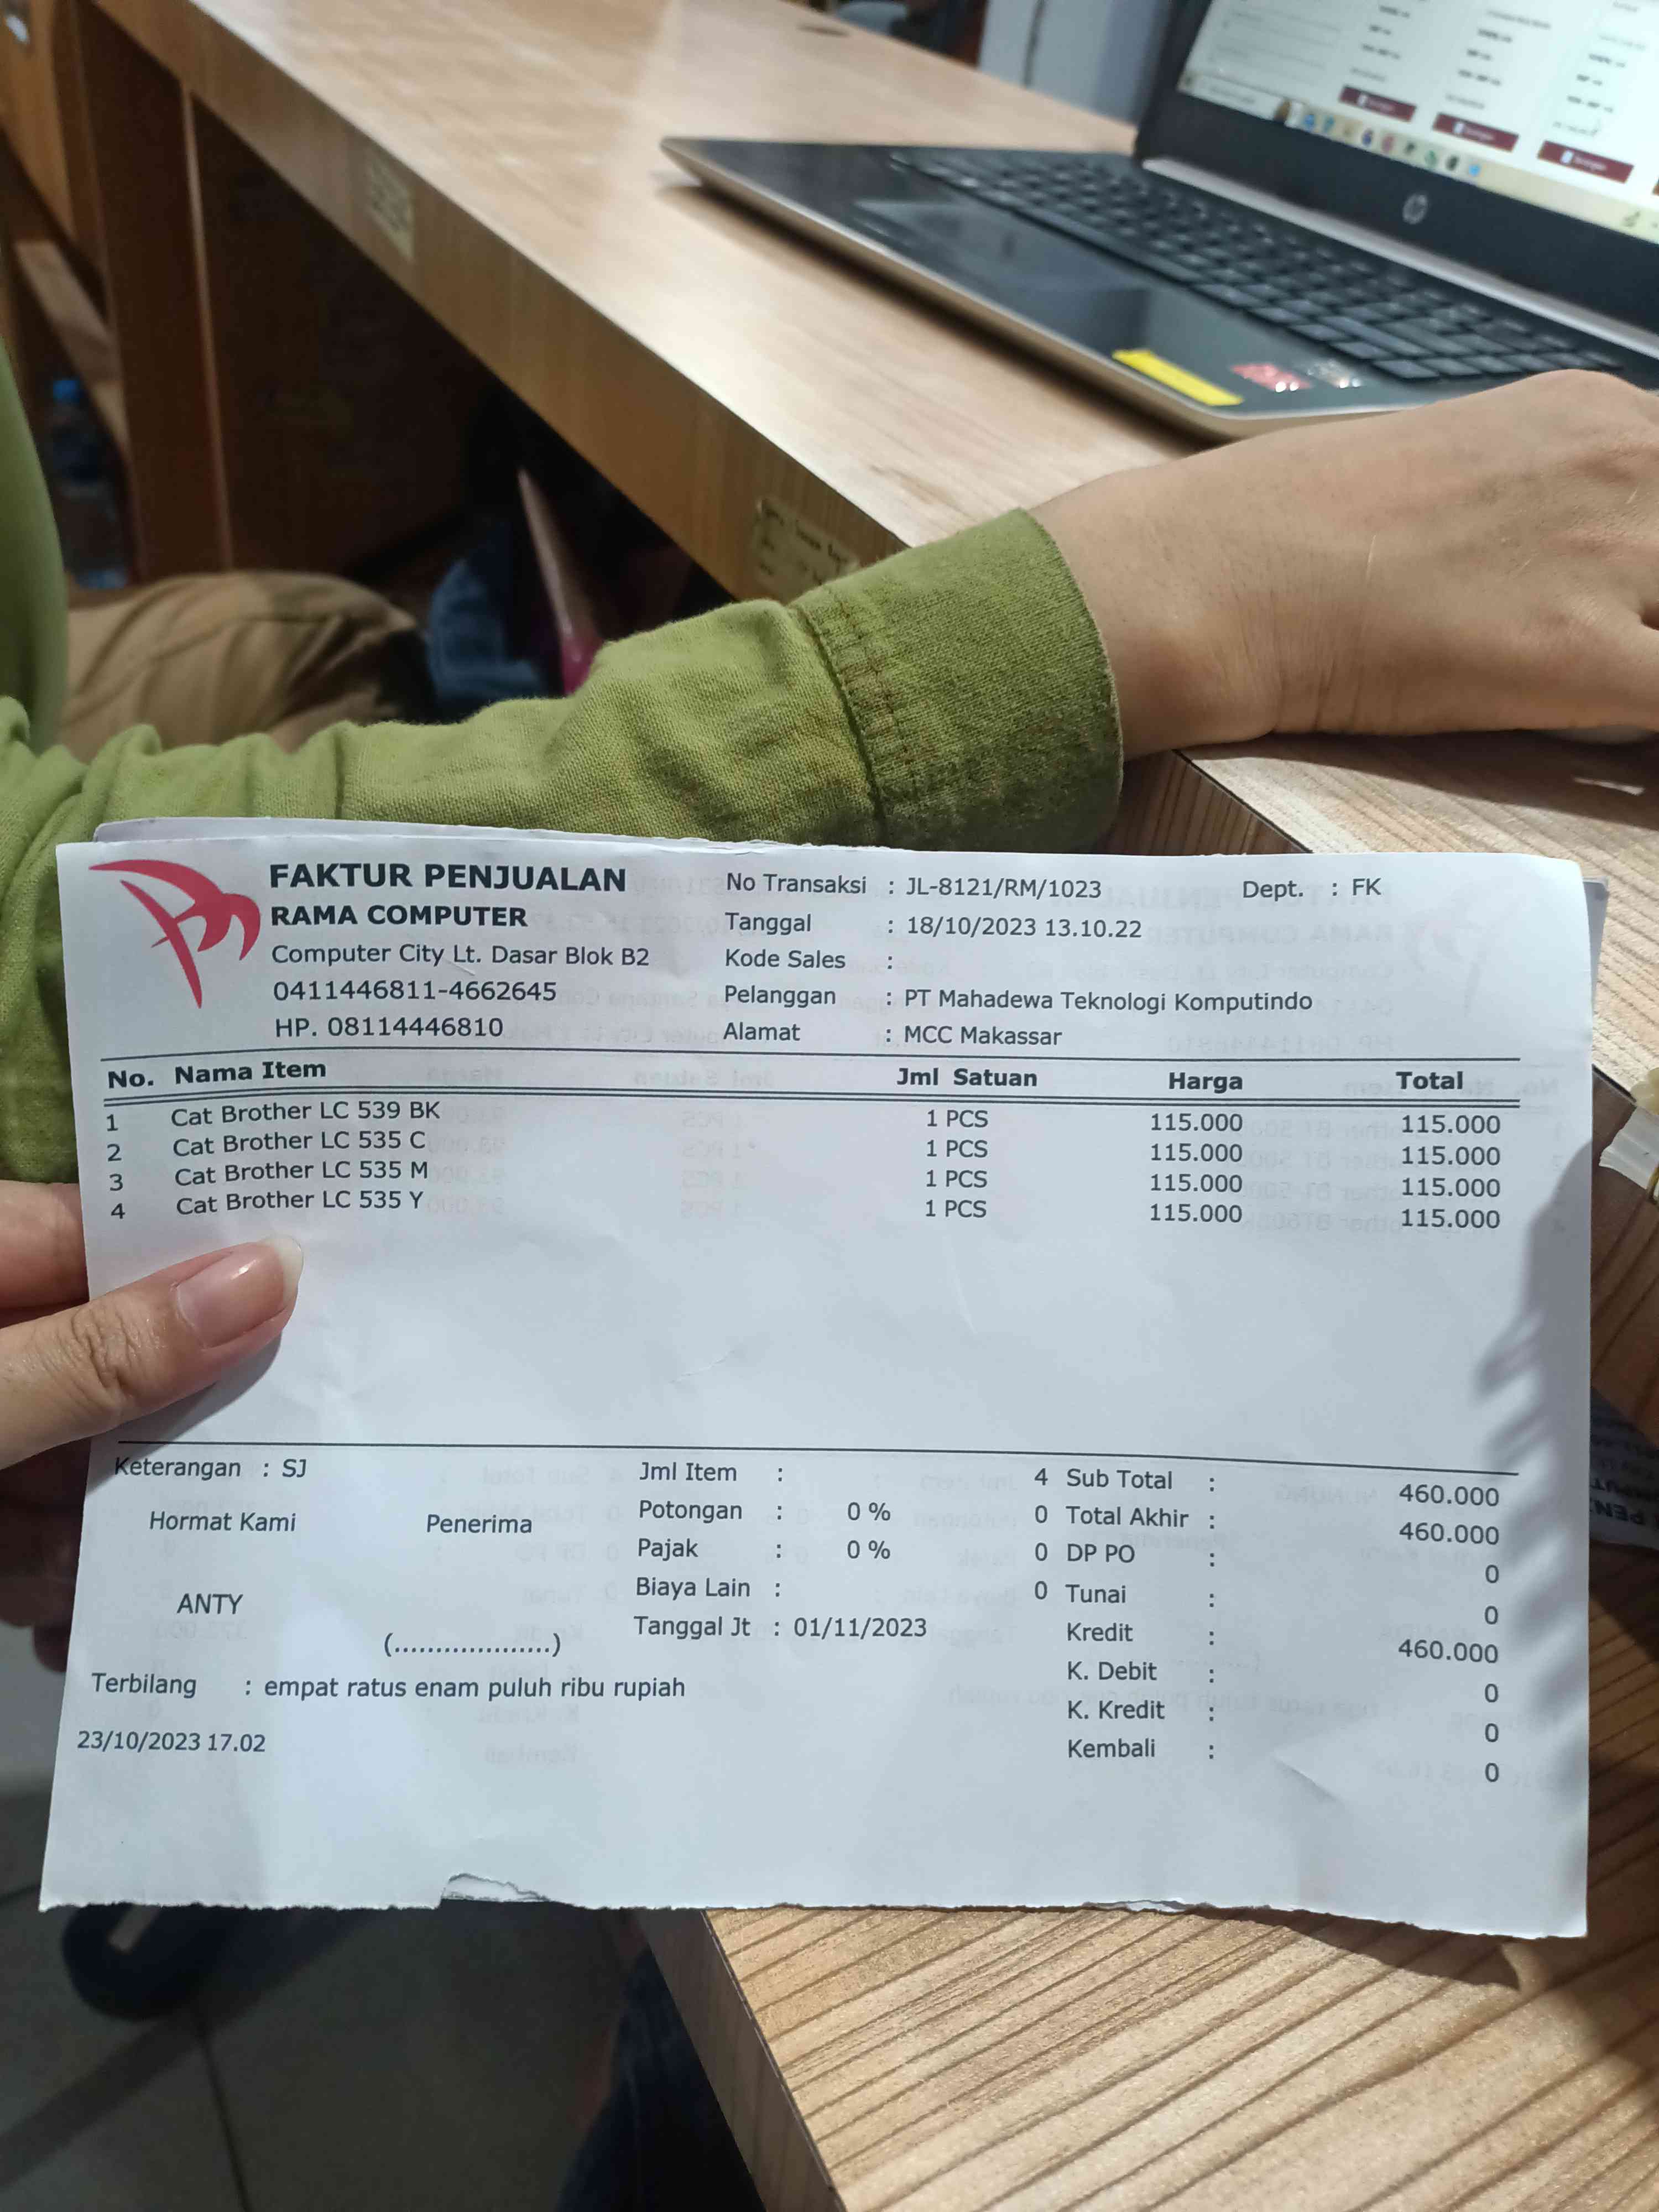 FAKTUR PENJUALAN
RAMA COMPUTER
Computer City Lt. Dasar Blok B2
0411446811-4662645
HP. 08114446810
No Transaksi : JL-8121/RM/1023
Dept. : FK
Tanggal : 18/10/2023 13.10.22
Kode Sales :
Pelanggan : PT Mahadewa Teknologi Komputindo
Alamat : MCC Makassar
No. Nama Item Jml Satuan Harga Total
1 Cat Brother LC 539 BK 1 PCS 115.000 115.000
2 Cat Brother LC 535 C 1 PCS 115.000 115.000
3 Cat Brother LC 535 M 1 PCS 115.000 115.000
4 Cat Brother LC 535 Y 1 PCS 115.000 115.000
Keterangan : SJ
Hormat Kami Penerima
ANTY
(...................)
Jml Item : 4
Potongan : 0 % 0
Pajak : 0 % 0
Biaya Lain : 0
Tanggal Jt : 01/11/2023
Sub Total : 460.000
Total Akhir : 460.000
DP PO : 0
Tunai : 0
Kredit : 460.000
K. Debit : 0
K. Kredit : 0
Kembali : 0
Terbilang : empat ratus enam puluh ribu rupiah
23/10/2023 17.02
hp